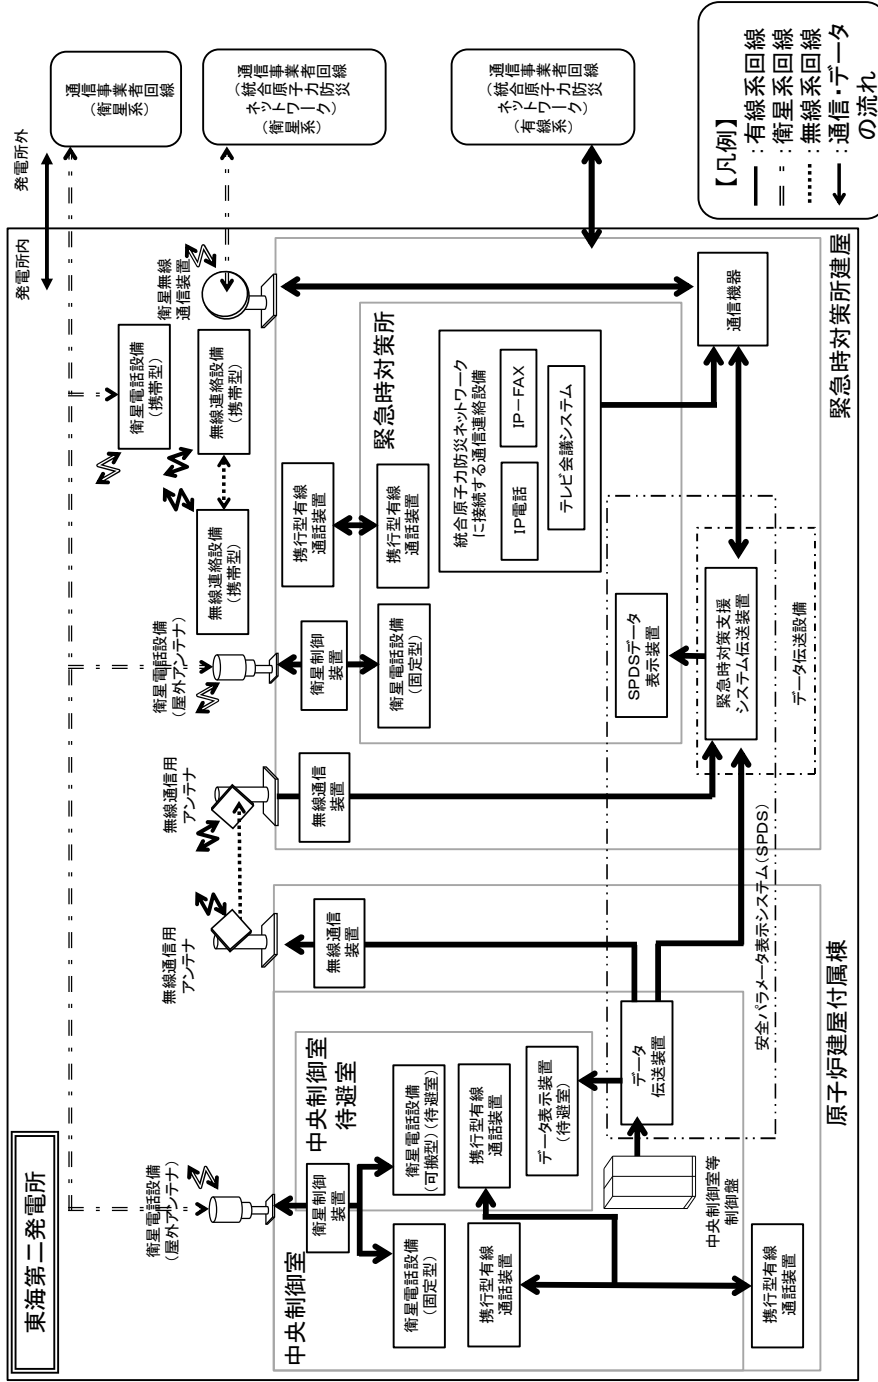 東海第二発電所
発電所内
発電所外
通信事業者回線
(衛星系)
通信事業者回線
(統合原子力防災
ネットワーク)
(衛星系)
通信事業者回線
(統合原子力防災
ネットワーク)
(有線系)
【凡例】
:有線系回線
:衛星系回線
:無線系回線
:通信・データ
の流れ
衛星電話設備
(屋外アンテナ)
無線通信用
アンテナ
無線通信用
アンテナ
衛星電話設備
(屋外アンテナ)
無線連絡設備
(携帯型)
無線連絡設備
(携帯型)
衛星電話設備
(携帯型)
衛星無線
通信装置
中央制御室
衛星制御
装置
中央制御室
待避室
衛星電話設備
(固定型)
衛星電話設備
(可搬型)(待避室)
携行型有線
通話装置
携行型有線
通話装置
データ表示装置
(待避室)
データ
伝送装置
中央制御室等
制御盤
携行型有線
通話装置
原子炉建屋付属棟
無線通信
装置
無線通信
装置
安全パラメータ表示システム(SPDS)
衛星制御
装置
衛星電話設備
(固定型)
携行型有線
通話装置
携行型有線
通話装置
緊急時対策所
統合原子力防災ネットワーク
に接続する通信連絡設備
IP電話
IP-FAX
テレビ会議システム
SPDSデータ
表示装置
緊急時対策支援
システム伝送装置
データ伝送設備
通信機器
緊急時対策所建屋